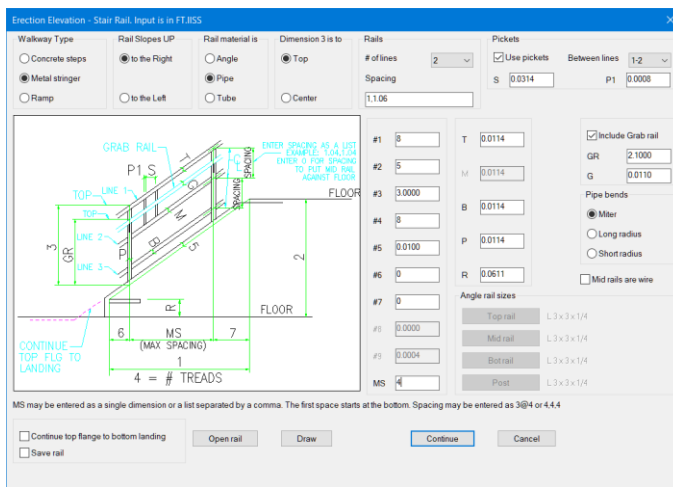 Erection Elevation - Stair Rail. Input is in FT.IISS
Walkway Type
Concrete steps
Metal stringer
Ramp
Rail Slopes UP
to the Right
to the Left
Rail material is
Angle
Pipe
Tube
Dimension 3 is to
Top
Center
Rails
# of lines
2
Spacing
1,1.06
Pickets
Use pickets
Between lines
1-2
S
0.0314
P1
0.0008
GRAB RAIL
P1
S
T
ENTER SPACING AS A LIST
EXAMPLE: 1.04,1.04
ENTER 0 FOR SPACING
TO PUT MID RAIL
AGAINST FLOOR
SPACING
SPACING
FLOOR
LINE 1
TOP
TOP
G
M
LINE 2
3
GR
P
B
5
2
LINE 3
R
FLOOR
6
MS
7
(MAX SPACING)
CONTINUE
TOP FLG TO
LANDING
1
4 = # TREADS
#1
8
#2
5
#3
3.0000
#4
8
#5
0.0100
#6
0
#7
0
#8
0.0000
#9
0.0004
MS
4
T
0.0114
M
0.0114
B
0.0114
P
0.0114
R
0.0611
Include Grab rail
GR
2.1000
G
0.0110
Pipe bends
Miter
Long radius
Short radius
Mid rails are wire
Angle rail sizes
Top rail
L 3 x 3 x 1/4
Mid rail
L 3 x 3 x 1/4
Bot rail
L 3 x 3 x 1/4
Post
L 3 x 3 x 1/4
MS may be entered as a single dimension or a list separated by a comma. The first space starts at the bottom. Spacing may be entered as 3@4 or 4,4,4
Continue top flange to bottom landing
Save rail
Open rail
Draw
Continue
Cancel